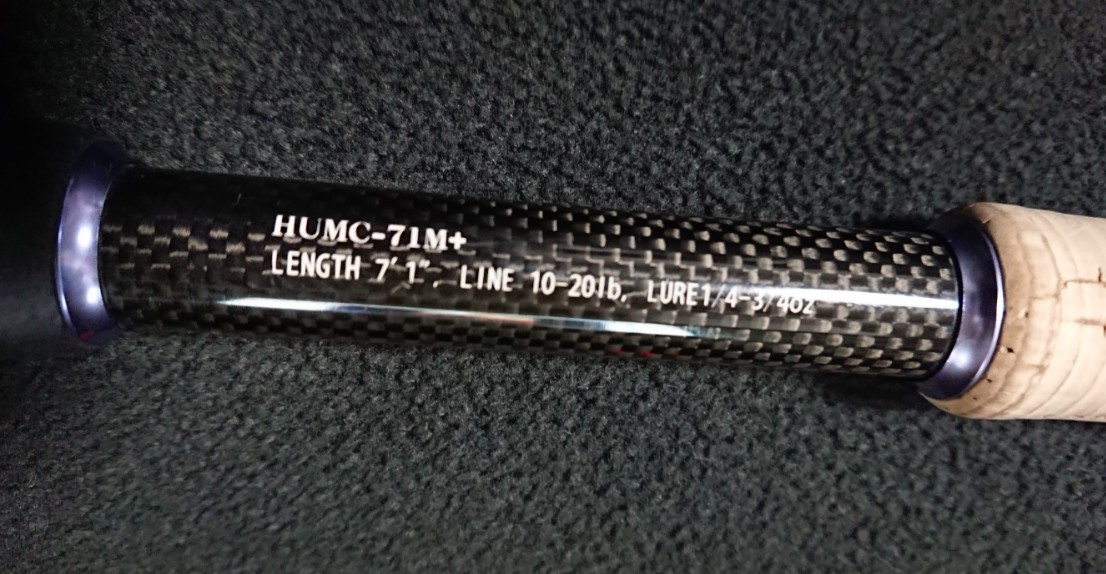 HUMC-71M+
LENGTH 7'1", LINE 10-20lb, LURE1/4-3/4oz